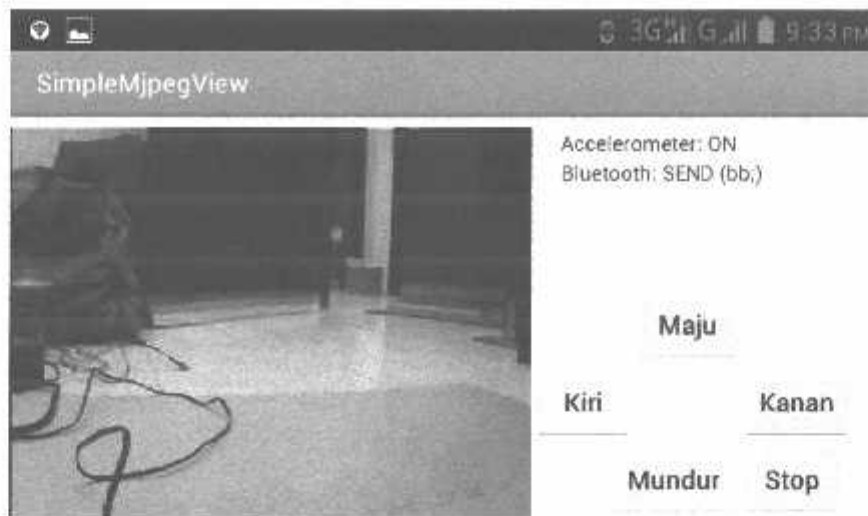 3G G 9:33 PM
SimpleMjpegView
Accelerometer: ON
Bluetooth: SEND (bb;)
Maju
Kiri
Kanan
Mundur
Stop